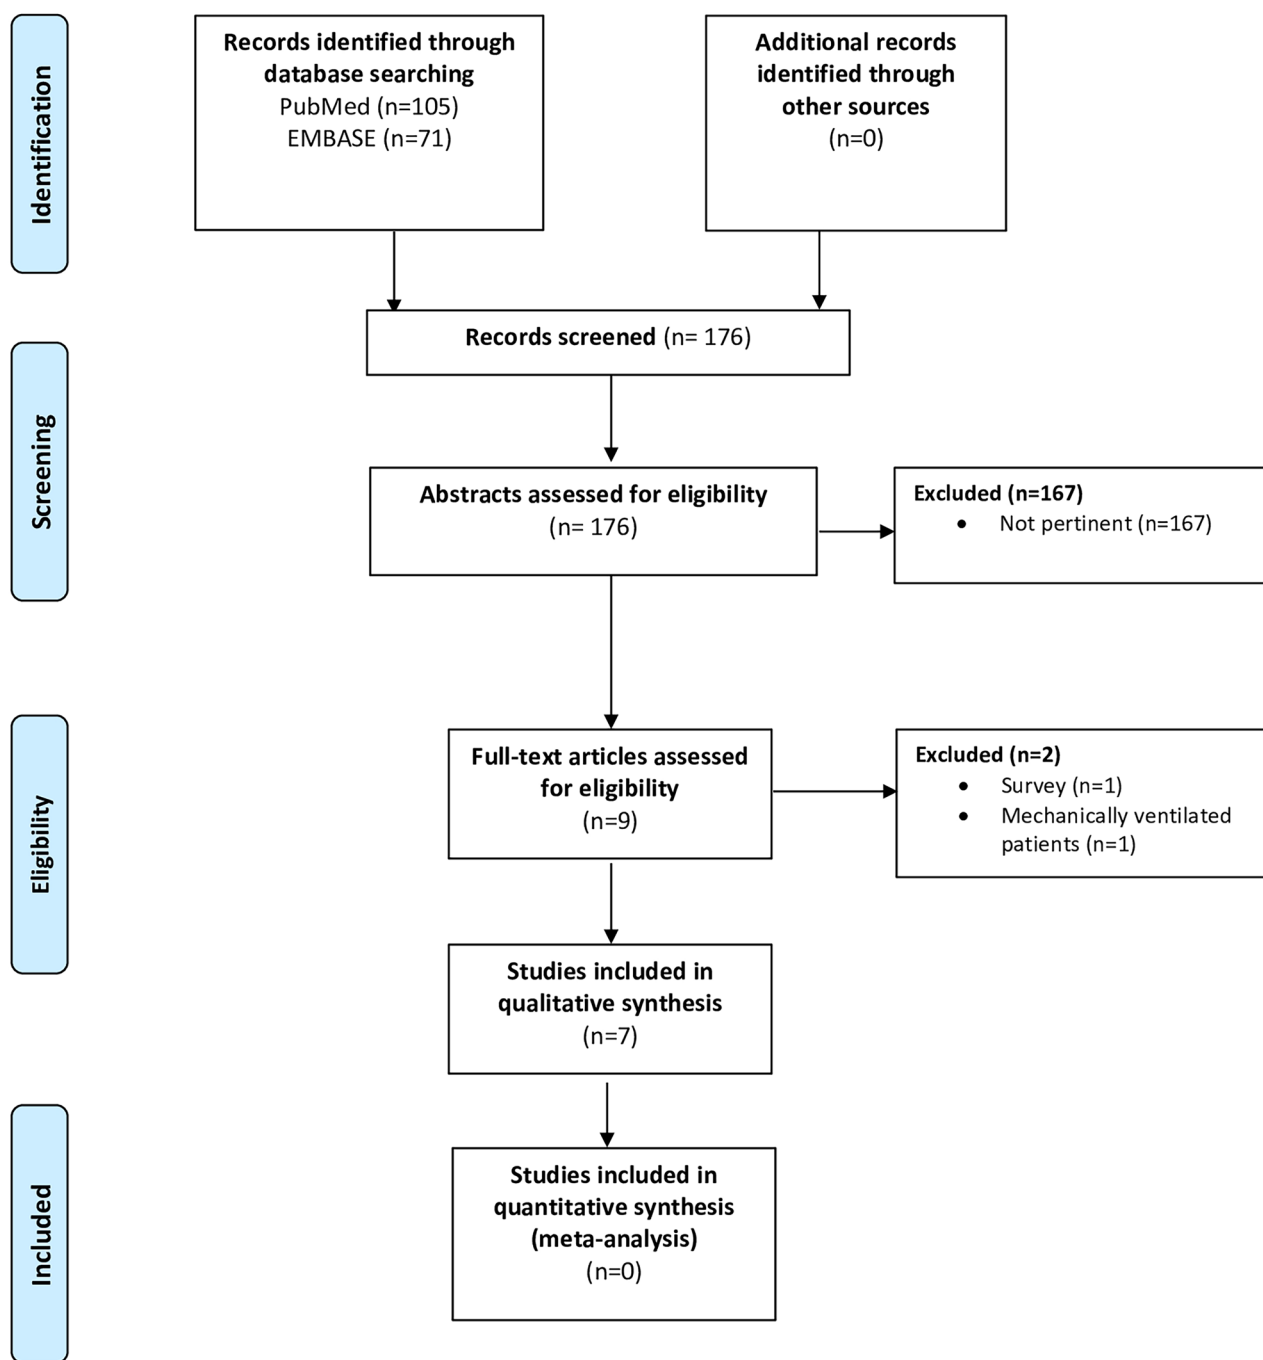 Identification
Records identified through
database searching
PubMed (n=105)
EMBASE (n=71)
Additional records
identified through
other sources
(n=0)
Screening
Records screened (n= 176)
Abstracts assessed for eligibility
(n= 176)
Excluded (n=167)
• Not pertinent (n=167)
Eligibility
Full-text articles assessed
for eligibility
(n=9)
Excluded (n=2)
• Survey (n=1)
• Mechanically ventilated
patients (n=1)
Studies included in
qualitative synthesis
(n=7)
Included
Studies included in
quantitative synthesis
(meta-analysis)
(n=0)